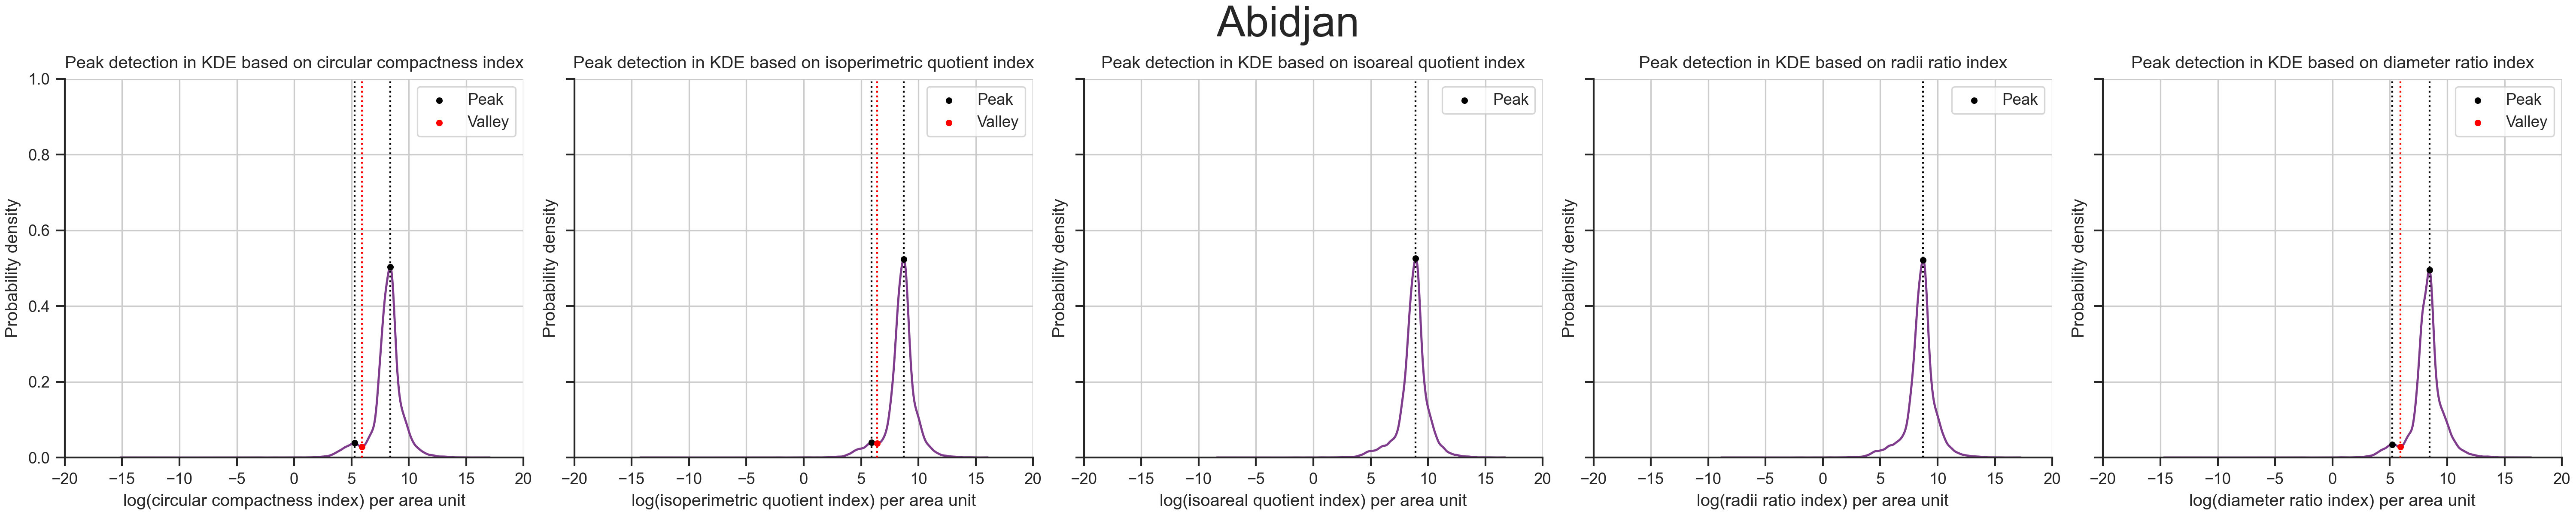 Abidjan
Peak detection in KDE based on circular compactness index
Peak
Valley
Probability density
1.0
0.8
0.6
0.4
0.2
0.0
−20 −15 −10 −5 0 5 10 15 20
log(circular compactness index) per area unit
Peak detection in KDE based on isoperimetric quotient index
Peak
Valley
Probability density
−20 −15 −10 −5 0 5 10 15 20
log(isoperimetric quotient index) per area unit
Peak detection in KDE based on isoareal quotient index
Peak
Probability density
−20 −15 −10 −5 0 5 10 15 20
log(isoareal quotient index) per area unit
Peak detection in KDE based on radii ratio index
Peak
Probability density
−20 −15 −10 −5 0 5 10 15 20
log(radii ratio index) per area unit
Peak detection in KDE based on diameter ratio index
Peak
Valley
Probability density
−20 −15 −10 −5 0 5 10 15 20
log(diameter ratio index) per area unit